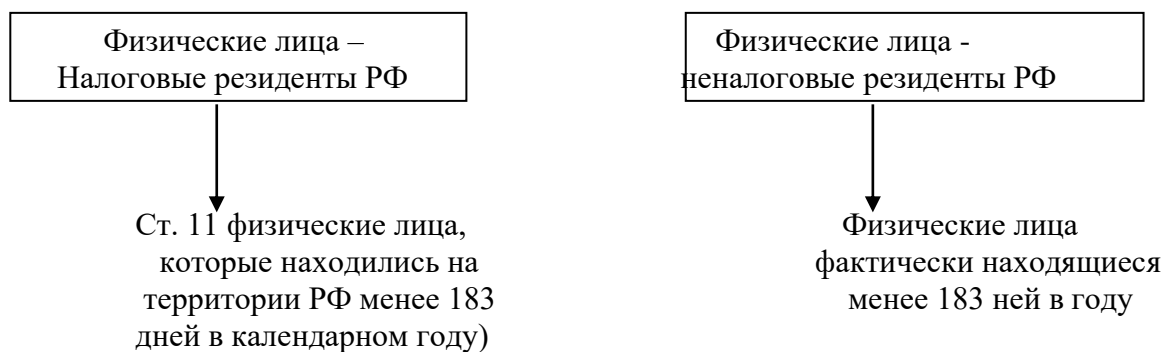 Физические лица –
Налоговые резиденты РФ
Физические лица -
неналоговые резиденты РФ
Ст. 11 физические лица,
которые находились на
территории РФ менее 183
дней в календарном году)
Физические лица
фактически находящиеся
менее 183 ней в году